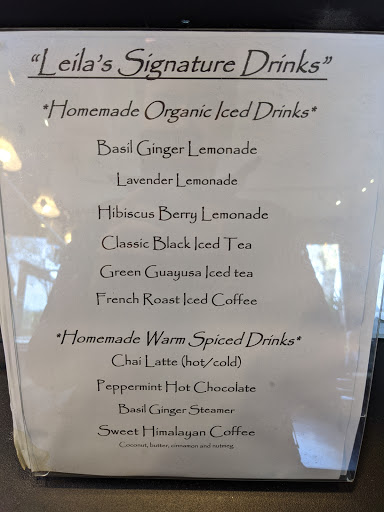 "Leila's Signature Drinks"
*Homemade Organic Iced Drinks*
Basil Ginger Lemonade
Lavender Lemonade
Hibiscus Berry Lemonade
Classic Black Iced Tea
Green Guayusa Iced tea
French Roast Iced Coffee
*Homemade Warm Spiced Drinks*
Chai Latte (hot/cold)
Peppermint Hot Chocolate
Basil Ginger Steamer
Sweet Himalayan Coffee
Coconut, butter, cinnamon and nutmeg